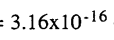 = 3.16x10⁻¹⁶